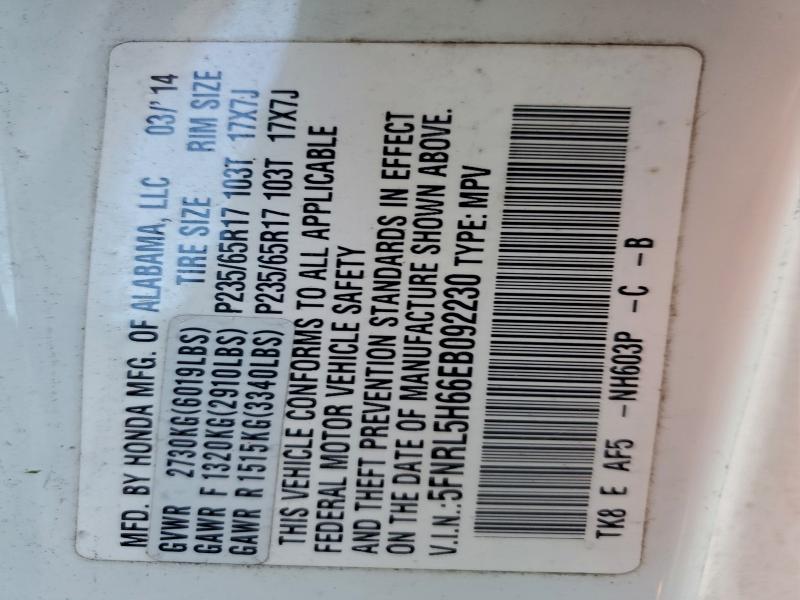 MFD. BY HONDA MFG. OF ALABAMA, LLC 03/' 14
GVWR 2730KG(6019LBS) TIRE SIZE RIM SIZE
GAWR F 1320KG(2910LBS) P235/65R17 103T 17X7J
GAWR R 1515KG(3340LBS) P235/65R17 103T 17X7J
THIS VEHICLE CONFORMS TO ALL APPLICABLE
FEDERAL MOTOR VEHICLE SAFETY
AND THEFT PREVENTION STANDARDS IN EFFECT
ON THE DATE OF MANUFACTURE SHOWN ABOVE.
V.I.N.:5FNRL5H66EB092230 TYPE: MPV
TK8 E AF5 -NH603P -C -B